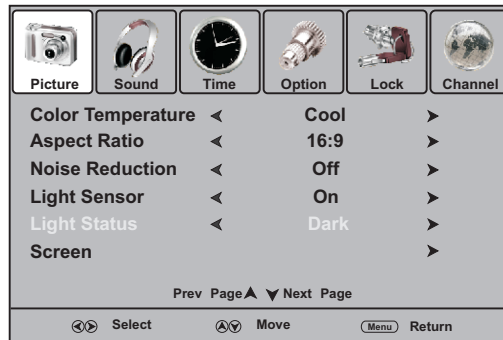 Picture Sound Time Option Lock Channel
Color Temperature Cool
Aspect Ratio 16:9
Noise Reduction Off
Light Sensor On
Light Status Dark
Screen
Prev Page Next Page
Select Move Menu Return